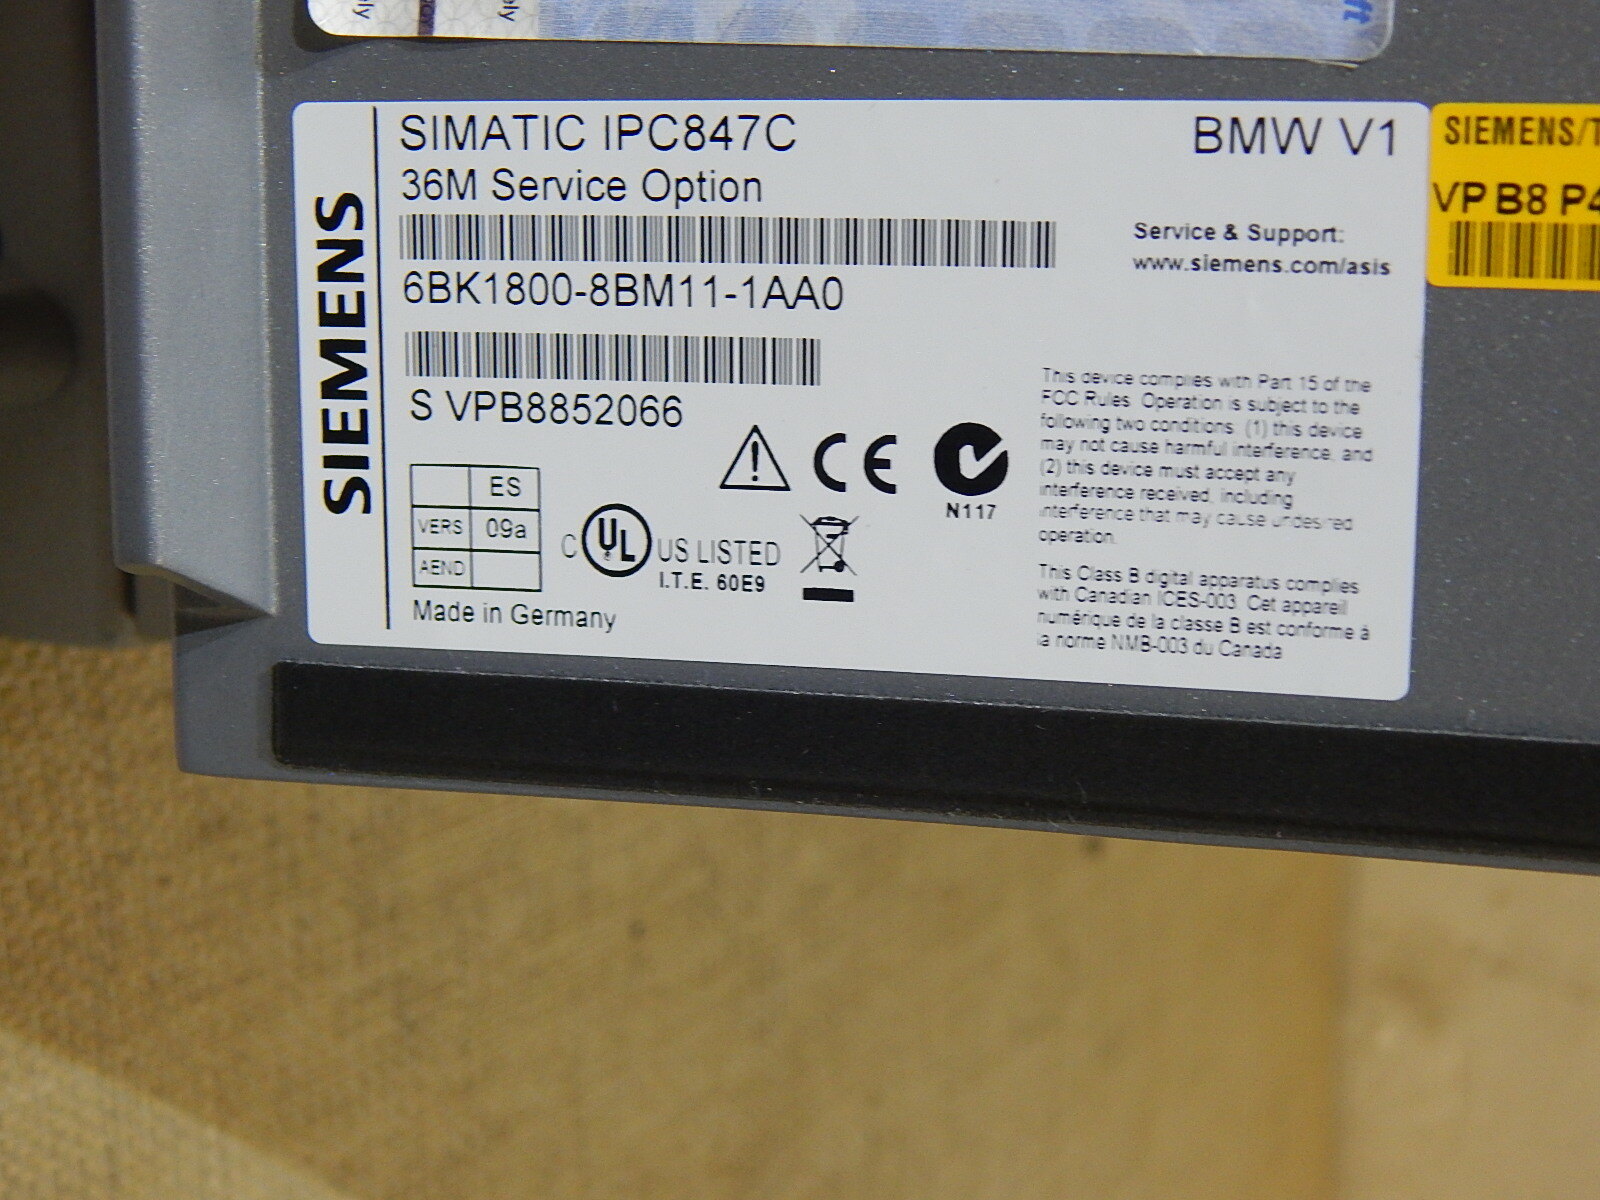 ply
ply
ft
SIEMENS
SIMATIC IPC847C
BMW V1
36M Service Option
Service & Support:
www.siemens.com/asis
6BK1800-8BM11-1AA0
S VPB8852066
ES
VERS 09a
AEND
Made in Germany
C UL US LISTED
I.T.E. 60E9
CE
N117
This device complies with Part 15 of the
FCC Rules. Operation is subject to the
following two conditions: (1) this device
may not cause harmful interference, and
(2) this device must accept any
interference received, including
interference that may cause undesired
operation.
This Class B digital apparatus complies
with Canadian ICES-003. Cet appareil
numérique de la classe B est conforme à
la norme NMB-003 du Canada
SIEMENS/T
VP B8 P4